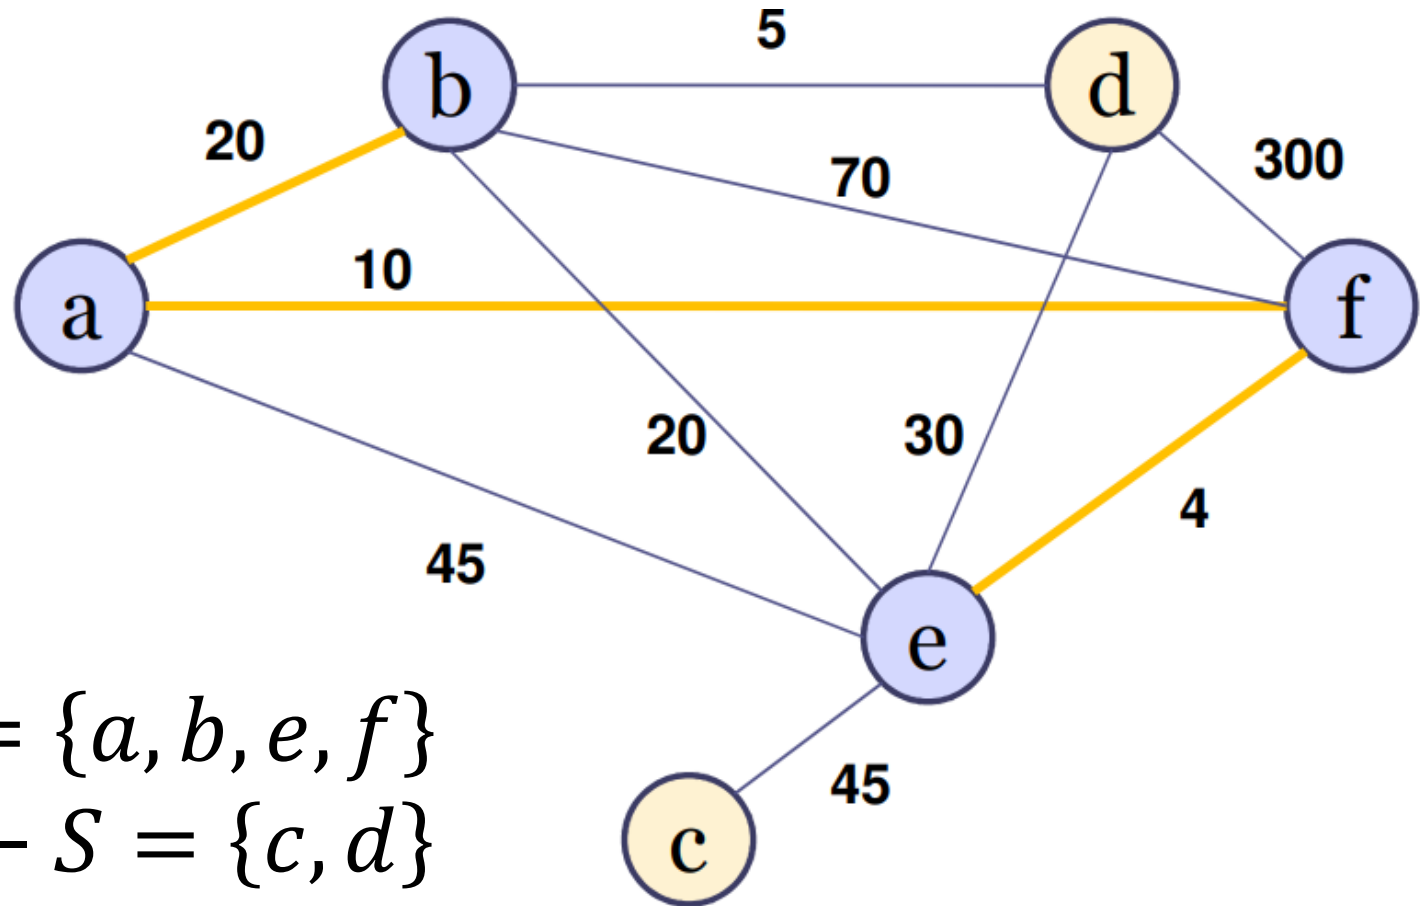 5
b
d
20
300
70
10
a
f
20
30
4
45
e
= {a, b, e, f}
45
− S = {c, d}
c